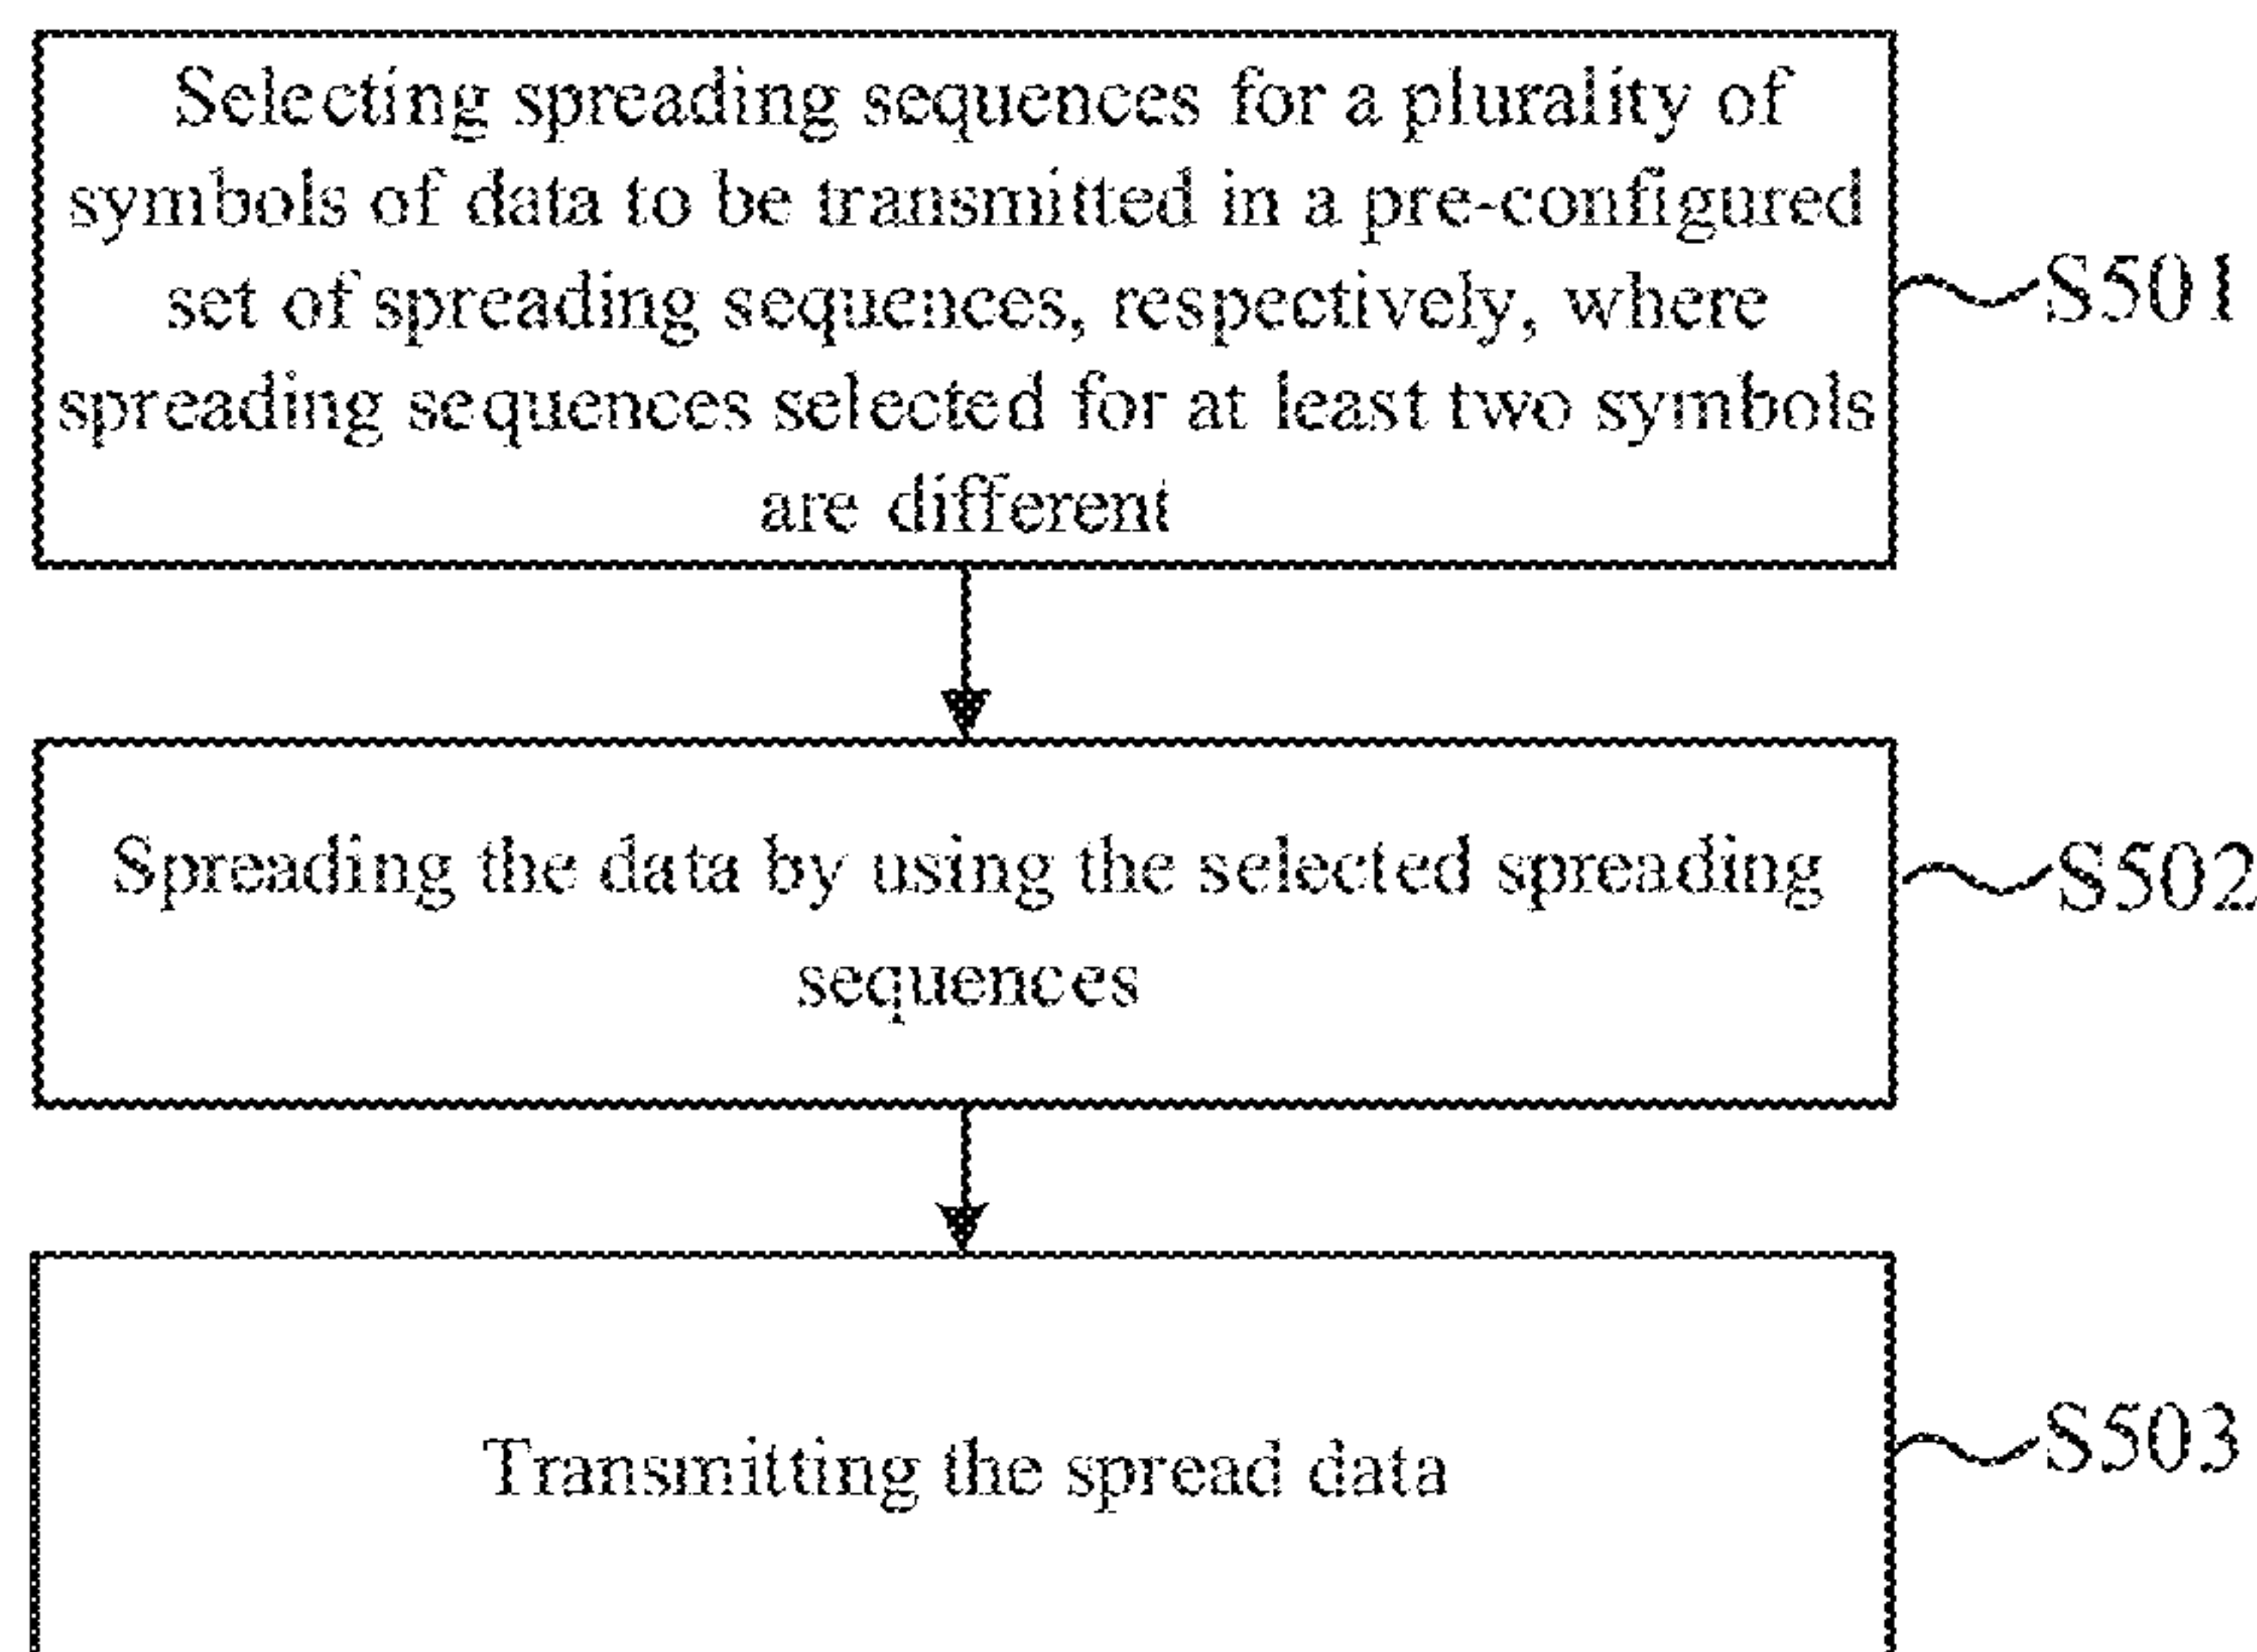 Selecting spreading sequences for a plurality of
symbols of data to be transmitted in a pre-configured
set of spreading sequences, respectively, where
spreading sequences selected for at least two symbols
are different
S501
Spreading the data by using the selected spreading
sequences
S502
Transmitting the spread data
S503